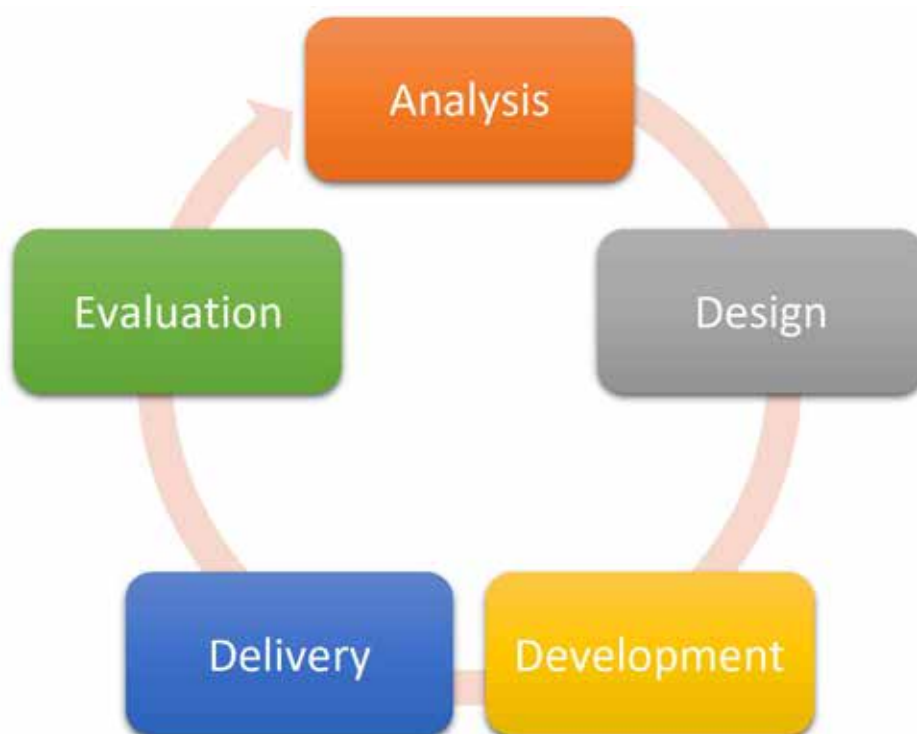 Analysis
Design
Development
Delivery
Evaluation